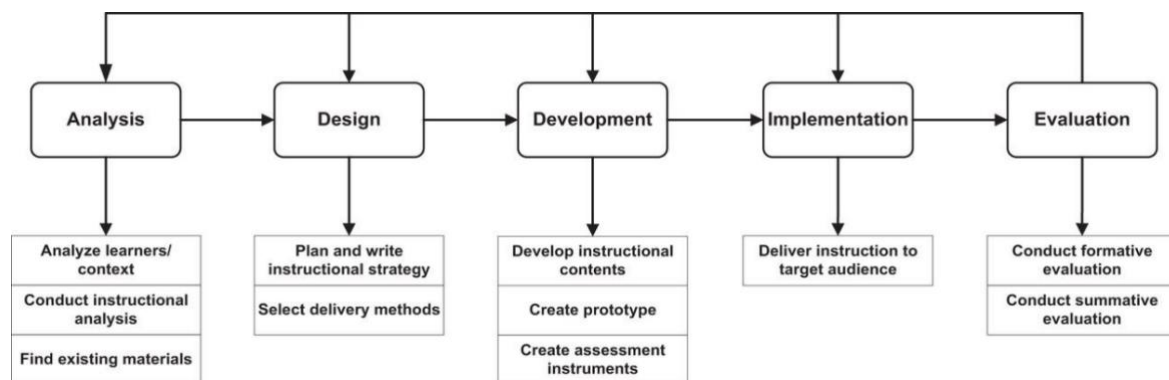 Analysis
Design
Development
Implementation
Evaluation
Analyze learners/
context
Conduct instructional
analysis
Find existing materials
Plan and write
instructional strategy
Select delivery methods
Develop instructional
contents
Create prototype
Create assessment
instruments
Deliver instruction to
target audience
Conduct formative
evaluation
Conduct summative
evaluation